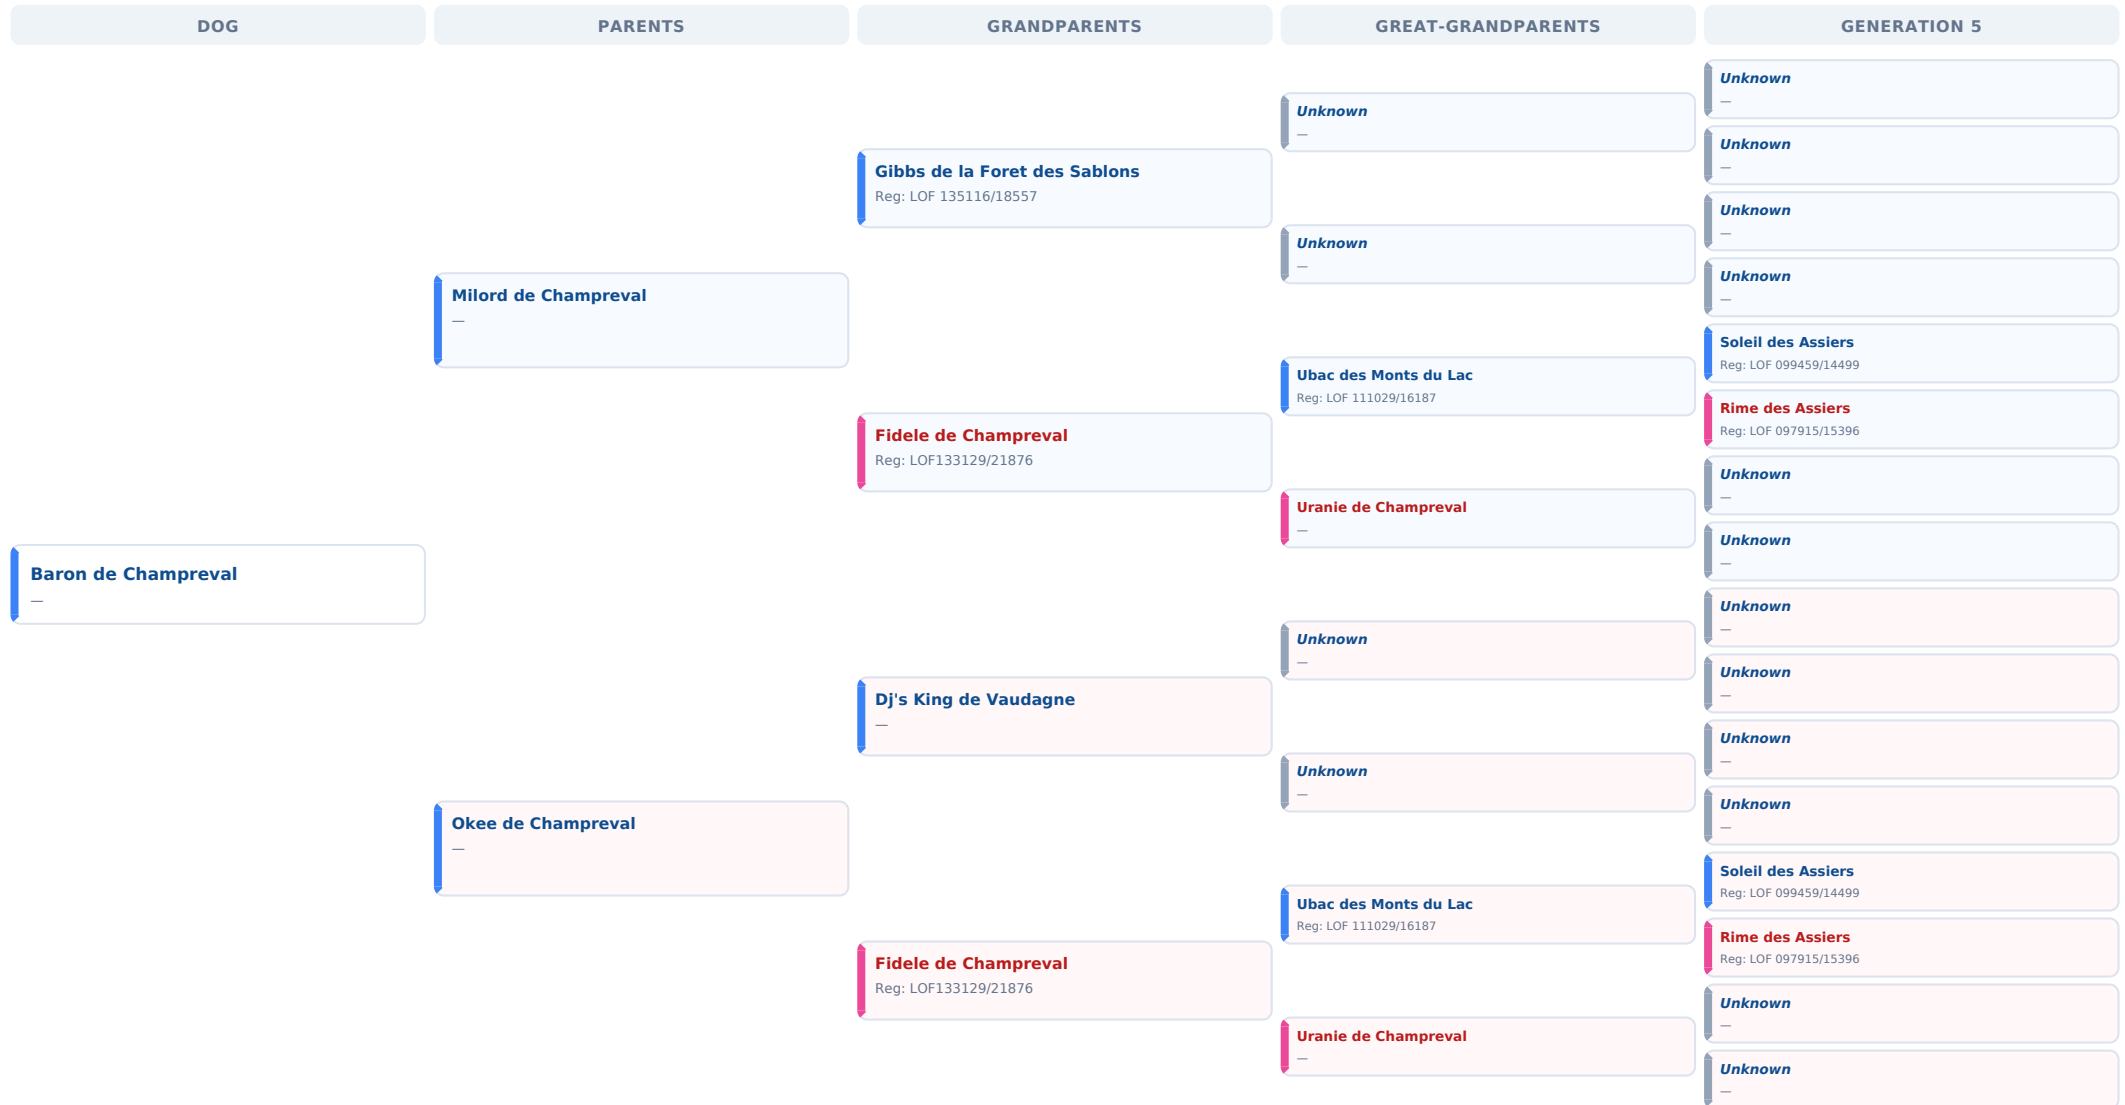 DOG
PARENTS
GRANDPARENTS
GREAT-GRANDPARENTS
GENERATION 5
Baron de Champreval
—
Milord de Champreval
—
Okee de Champreval
—
Gibbs de la Foret des Sablons
Reg: LOF 135116/18557
Fidele de Champreval
Reg: LOF133129/21876
Dj's King de Vaudagne
—
Fidele de Champreval
Reg: LOF133129/21876
Unknown
—
Unknown
—
Ubac des Monts du Lac
Reg: LOF 111029/16187
Uranie de Champreval
—
Unknown
—
Unknown
—
Ubac des Monts du Lac
Reg: LOF 111029/16187
Uranie de Champreval
—
Unknown
—
Unknown
—
Unknown
—
Unknown
—
Soleil des Assiers
Reg: LOF 099459/14499
Rime des Assiers
Reg: LOF 097915/15396
Unknown
—
Unknown
—
Unknown
—
Unknown
—
Unknown
—
Unknown
—
Soleil des Assiers
Reg: LOF 099459/14499
Rime des Assiers
Reg: LOF 097915/15396
Unknown
—
Unknown
—